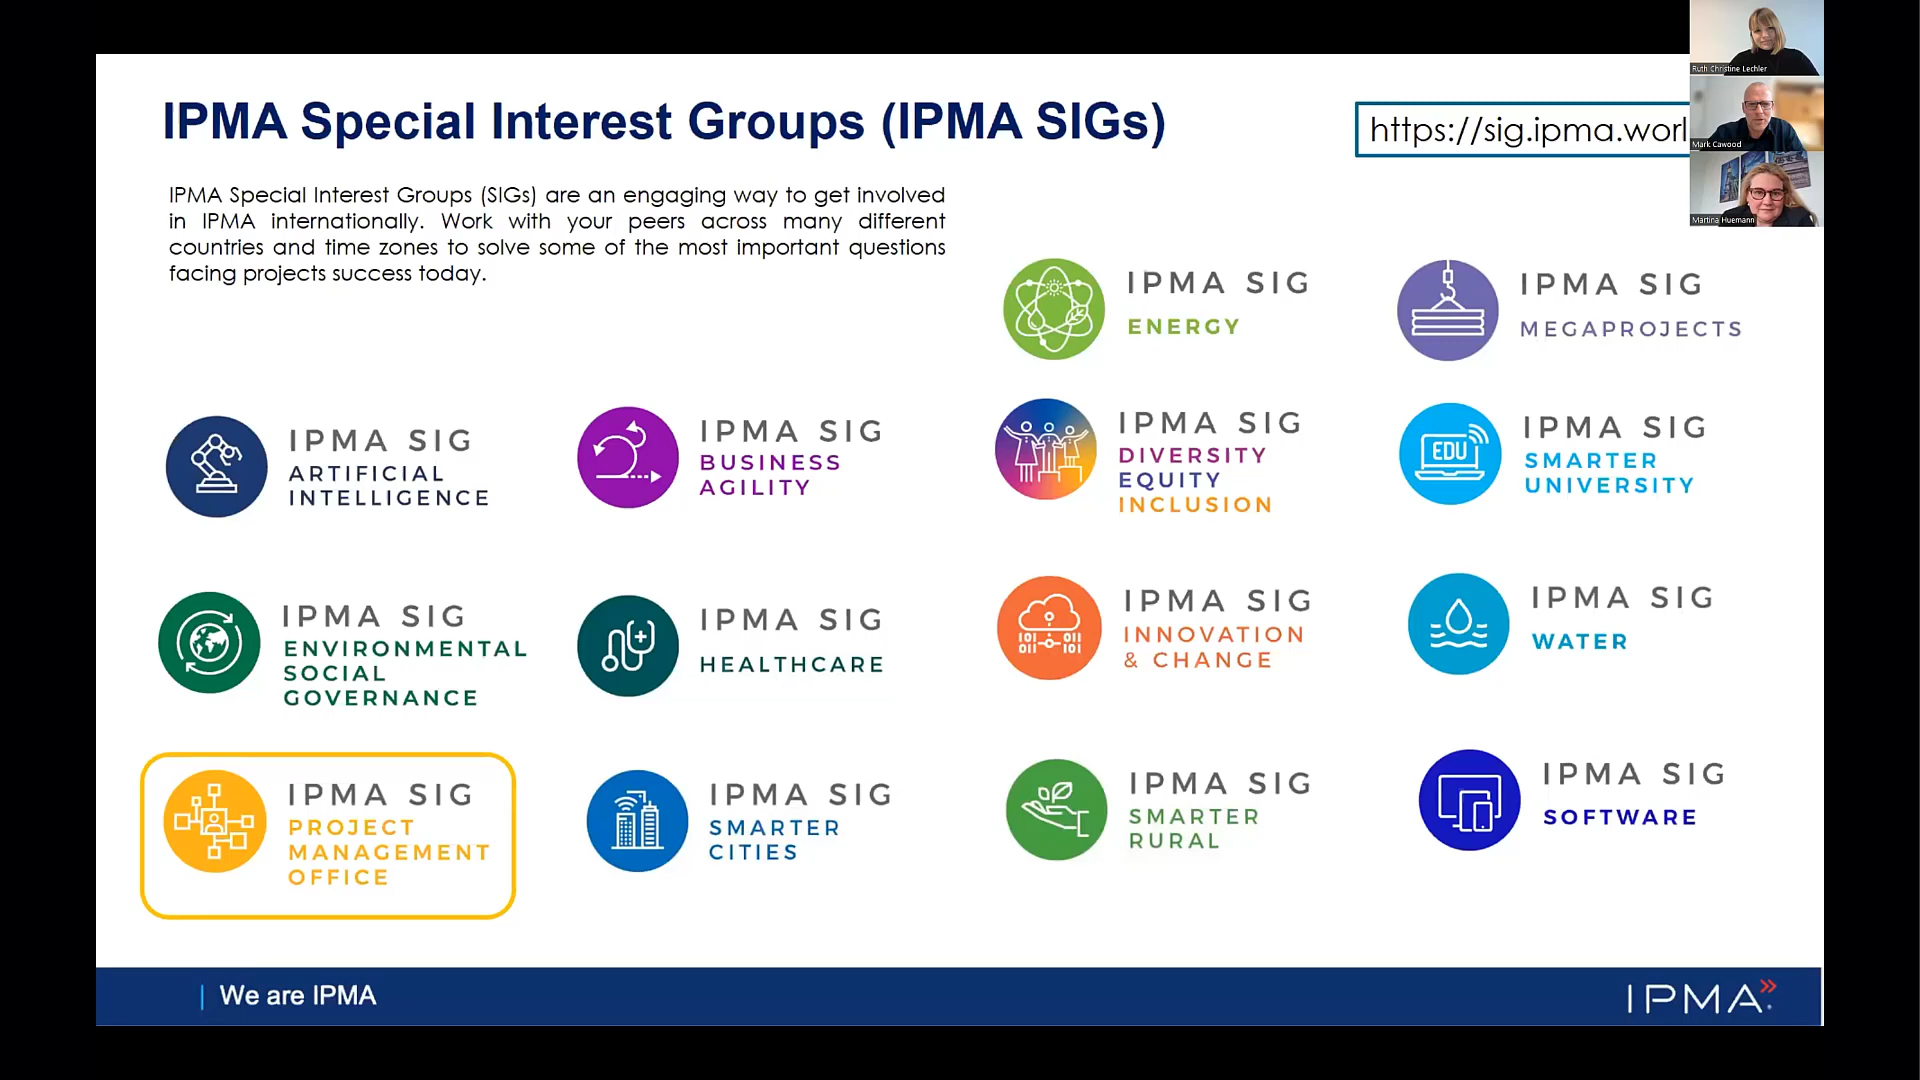 IPMA Special Interest Groups (IPMA SIGs)
https://sig.ipma.worl
Ruth Christine Lechler
Mark Cawood
Martina Huemann
IPMA Special Interest Groups (SIGs) are an engaging way to get involved
in IPMA internationally. Work with your peers across many different
countries and time zones to solve some of the most important questions
facing projects success today.
IPMA SIG
ENERGY
IPMA SIG
MEGAPROJECTS
IPMA SIG
ARTIFICIAL
INTELLIGENCE
IPMA SIG
BUSINESS
AGILITY
IPMA SIG
DIVERSITY
EQUITY
INCLUSION
EDU
IPMA SIG
SMARTER
UNIVERSITY
IPMA SIG
ENVIRONMENTAL
SOCIAL
GOVERNANCE
IPMA SIG
HEALTHCARE
IPMA SIG
INNOVATION
& CHANGE
IPMA SIG
WATER
IPMA SIG
PROJECT
MANAGEMENT
OFFICE
IPMA SIG
SMARTER
CITIES
IPMA SIG
SMARTER
RURAL
IPMA SIG
SOFTWARE
We are IPMA
IPMA